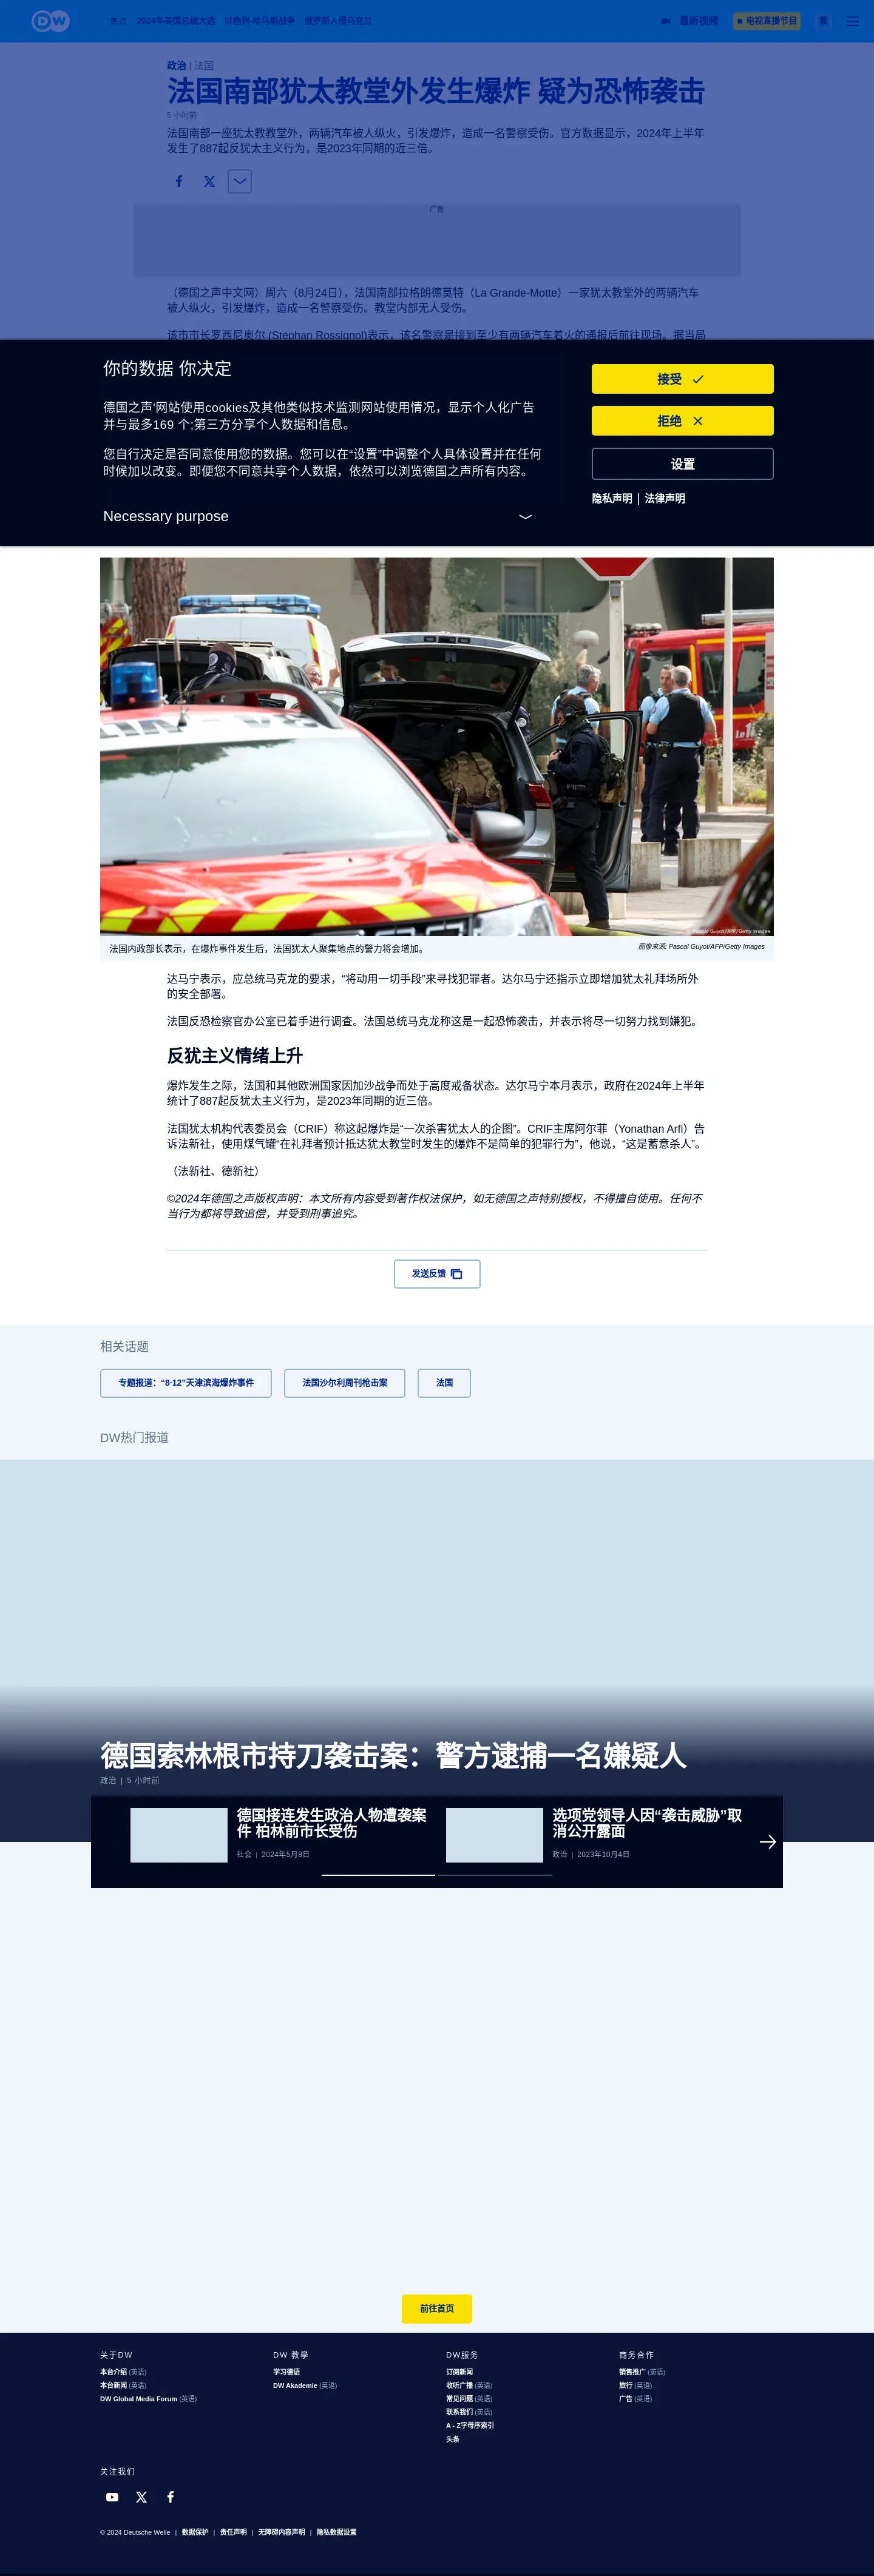 DW
焦点 2024年美国总统大选 以色列-哈马斯战争 俄罗斯入侵乌克兰
最新视频 电视直播节目 繁
政治 | 法国
法国南部犹太教堂外发生爆炸 疑为恐怖袭击
5 小时前
法国南部一座犹太教教堂外，两辆汽车被人纵火，引发爆炸，造成一名警察受伤。官方数据显示，2024年上半年
发生了887起反犹太主义行为，是2023年同期的近三倍。
广告
（德国之声中文网）周六（8月24日），法国南部拉格朗德莫特（La Grande-Motte）一家犹太教堂外的两辆汽车
被人纵火，引发爆炸，造成一名警察受伤。教堂内部无人受伤。
该市市长罗西尼奥尔 (Stéphan Rossignol)表示，该名警察是接到至少有两辆汽车着火的通报后前往现场。据当局
你的数据 你决定
德国之声'网站使用cookies及其他类似技术监测网站使用情况，显示个人化广告
并与最多169 个;第三方分享个人数据和信息。
您自行决定是否同意使用您的数据。您可以在“设置”中调整个人具体设置并在任何
时候加以改变。即便您不同意共享个人数据，依然可以浏览德国之声所有内容。
Necessary purpose
接受
拒绝
设置
隐私声明 | 法律声明
© Pascal Guyot/AFP/Getty Images
法国内政部长表示，在爆炸事件发生后，法国犹太人聚集地点的警力将会增加。
图像来源: Pascal Guyot/AFP/Getty Images
达马宁表示，应总统马克龙的要求，“将动用一切手段”来寻找犯罪者。达尔马宁还指示立即增加犹太礼拜场所外
的安全部署。
法国反恐检察官办公室已着手进行调查。法国总统马克龙称这是一起恐怖袭击，并表示将尽一切努力找到嫌犯。
反犹主义情绪上升
爆炸发生之际，法国和其他欧洲国家因加沙战争而处于高度戒备状态。达尔马宁本月表示，政府在2024年上半年
统计了887起反犹太主义行为，是2023年同期的近三倍。
法国犹太机构代表委员会（CRIF）称这起爆炸是“一次杀害犹太人的企图”。CRIF主席阿尔菲（Yonathan Arfi）告
诉法新社，使用煤气罐“在礼拜者预计抵达犹太教堂时发生的爆炸不是简单的犯罪行为”，他说，“这是蓄意杀人”。
（法新社、德新社）
©2024年德国之声版权声明：本文所有内容受到著作权法保护，如无德国之声特别授权，不得擅自使用。任何不
当行为都将导致追偿，并受到刑事追究。
发送反馈
相关话题
专题报道：“8·12”天津滨海爆炸事件
法国沙尔利周刊枪击案
法国
DW热门报道
德国索林根市持刀袭击案：警方逮捕一名嫌疑人
政治 | 5 小时前
德国接连发生政治人物遭袭案
件 柏林前市长受伤
社会 | 2024年5月8日
选项党领导人因“袭击威胁”取
消公开露面
政治 | 2023年10月4日
前往首页
关于DW
本台介绍 (英语)
本台新闻 (英语)
DW Global Media Forum (英语)
DW 教學
学习德语
DW Akademie (英语)
DW服务
订阅新闻
收听广播 (英语)
常见问题 (英语)
联系我们 (英语)
A - Z字母序索引
头条
商务合作
销售推广 (英语)
旅行 (英语)
广告 (英语)
关注我们
© 2024 Deutsche Welle | 数据保护 | 责任声明 | 无障碍内容声明 | 隐私数据设置